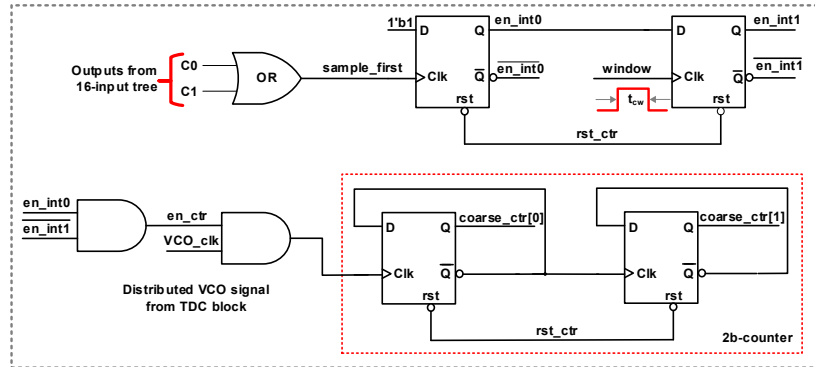 1'b1
D
Q
en_int0
D
Q
en_int1
Outputs from
16-input tree
C0
C1
OR
sample_first
Clk
Q
en_int0
window
Clk
Q
en_int1
rst
t_cw
rst
rst_ctr
en_int0
en_int1
en_ctr
VCO_clk
D
Q
coarse_ctr[0]
D
Q
coarse_ctr[1]
Clk
Q
Clk
Q
Distributed VCO signal
from TDC block
rst
rst
rst_ctr
2b-counter